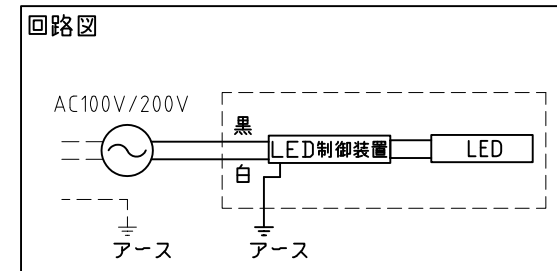 回路図
AC100V/200V
黒
LED制御装置
LED
白
アース
アース